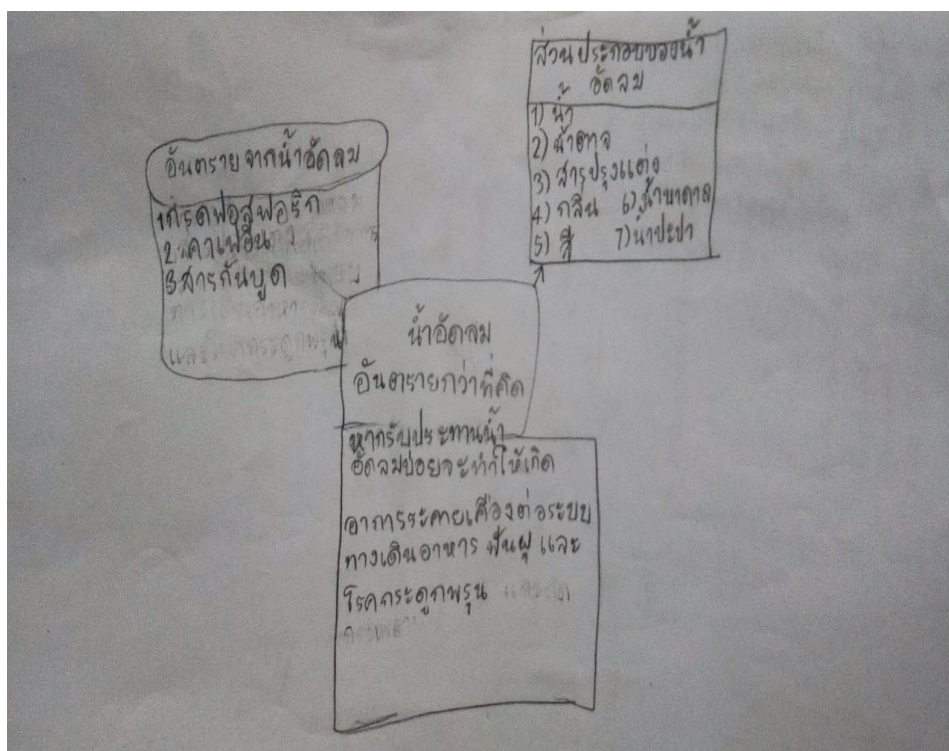 ส่วนประกอบของน้ำ
อัดลม
1) น้ำ
2) น้ำตาล
3) สารปรุงแต่ง
4) กลิ่น 6) น้ำบาดาล
5) สี 7) น้ำปะปา
อันตรายจากน้ำอัดลม
1กรดฟอสฟอริก
2 คาเฟอีน
3สารกันบูด
น้ำอัดลม
อันตรายกว่าที่คิด
หากรับประทานน้ำ
อัดลมบ่อยจะทำให้เกิด
อาการระคายเคืองต่อระบบ
ทางเดินอาหาร ฟันผุ และ
โรคกระดูกพรุน